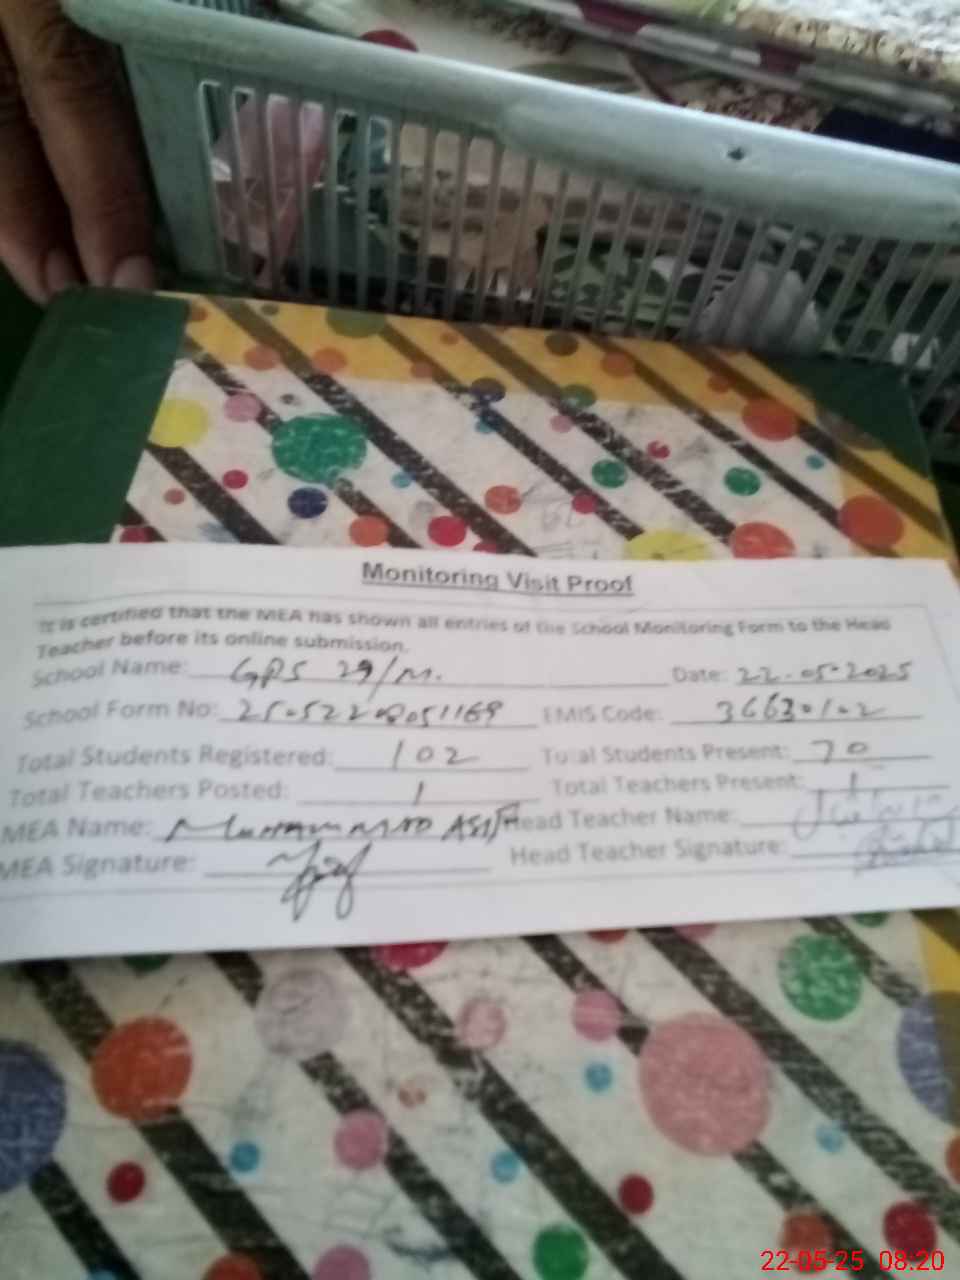 Monitoring Visit Proof
It is certified that the MEA has shown all entries of the School Monitoring Form to the Head
Teacher before its online submission.
School Name: GPS 29/M. Date: 22-05-2025
School Form No: EMIS Code:
Total Students Registered: 102 Total Students Present: 70
Total Teachers Posted: 1 Total Teachers Present: 1
MEA Name: Muhammad Asif Head Teacher Name:
MEA Signature: Head Teacher Signature:
22-05-25 08:20